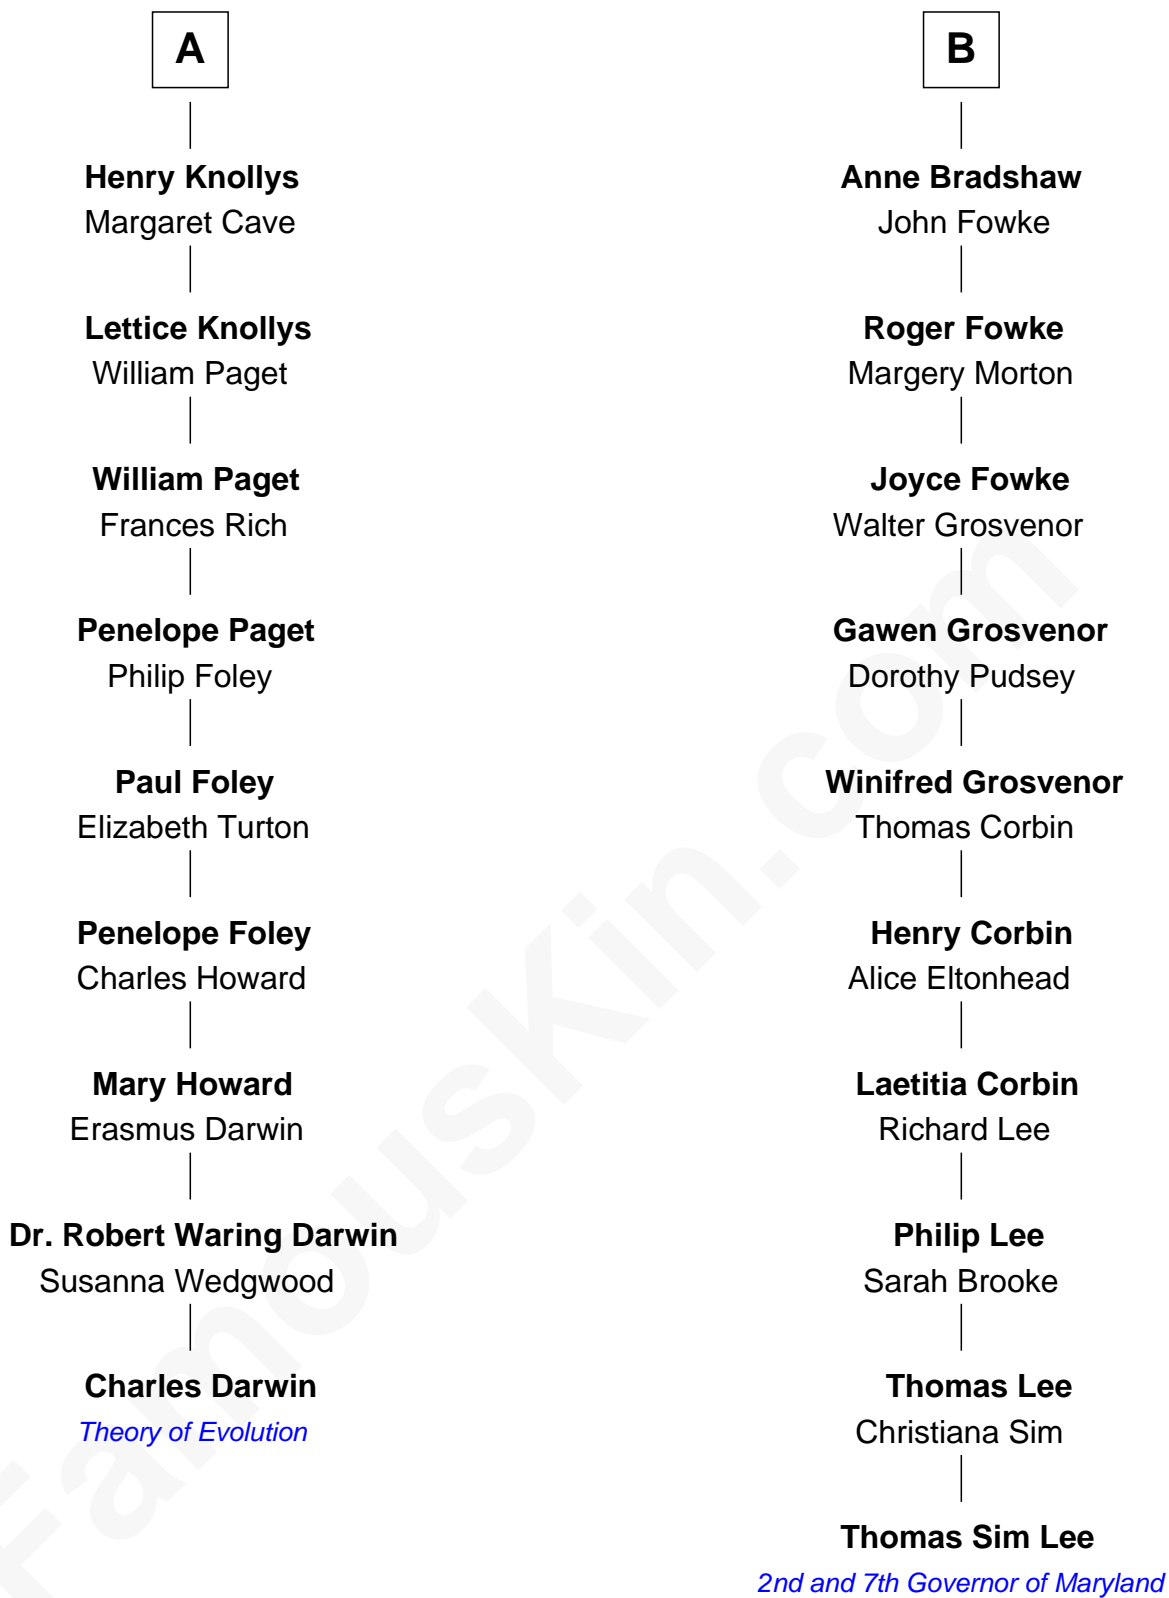 A
Henry Knollys
Margaret Cave
Lettice Knollys
William Paget
William Paget
Frances Rich
Penelope Paget
Philip Foley
Paul Foley
Elizabeth Turton
Penelope Foley
Charles Howard
Mary Howard
Erasmus Darwin
Dr. Robert Waring Darwin
Susanna Wedgwood
Charles Darwin
Theory of Evolution
B
Anne Bradshaw
John Fowke
Roger Fowke
Margery Morton
Joyce Fowke
Walter Grosvenor
Gawen Grosvenor
Dorothy Pudsey
Winifred Grosvenor
Thomas Corbin
Henry Corbin
Alice Eltonhead
Laetitia Corbin
Richard Lee
Philip Lee
Sarah Brooke
Thomas Lee
Christiana Sim
Thomas Sim Lee
2nd and 7th Governor of Maryland
FamousKin.com